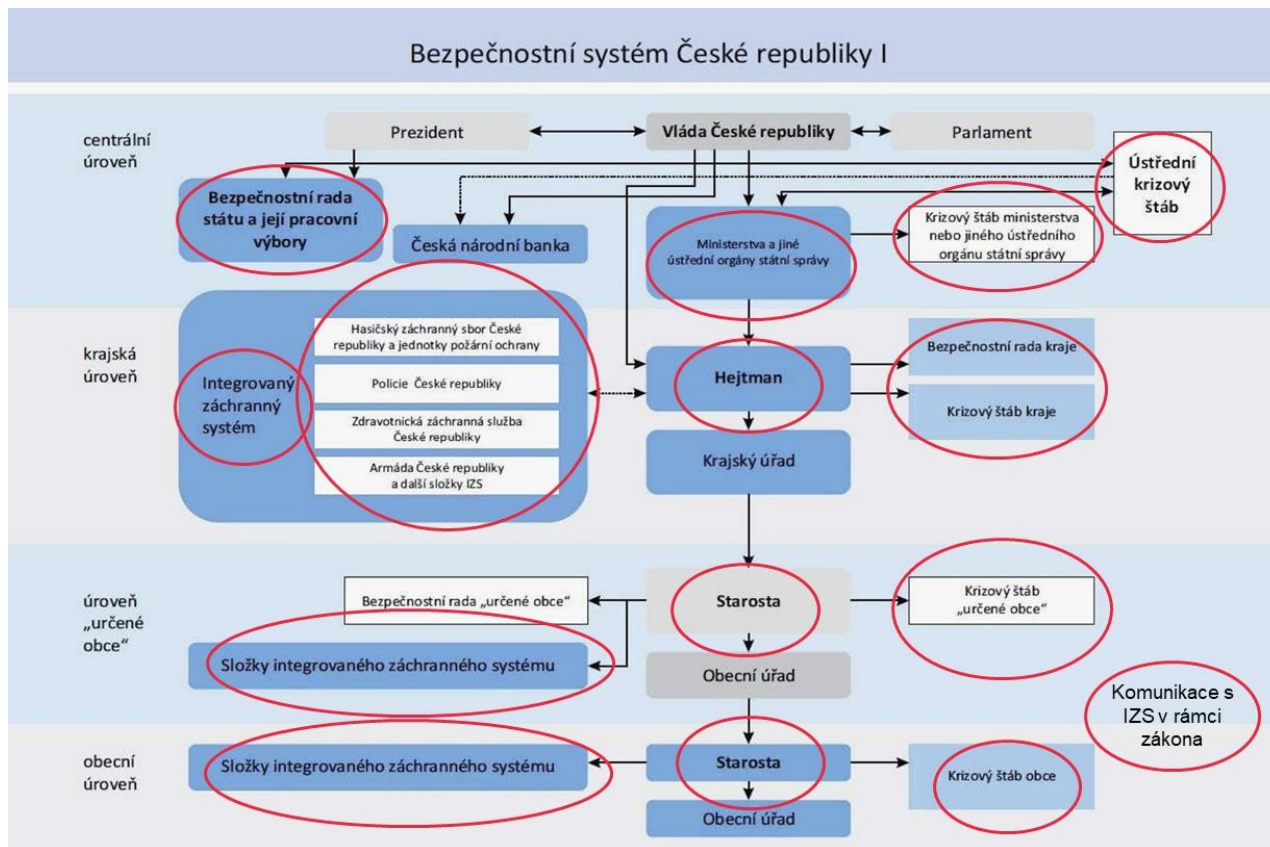 Bezpečnostní systém České republiky I
centrální
úroveň
Prezident
Vláda České republiky
Parlament
Ústřední
krizový
štáb
Bezpečnostní rada
státu a její pracovní
výbory
Česká národní banka
Ministerstva a jiné
ústřední orgány státní správy
Krizový štáb ministerstva
nebo jiného ústředního
orgánu státní správy
krajská
úroveň
Integrovaný
záchranný
systém
Hasičský záchranný sbor České
republiky a jednotky požární ochrany
Policie České republiky
Zdravotnická záchranná služba
České republiky
Armáda České republiky
a další složky IZS
Hejtman
Bezpečnostní rada kraje
Krizový štáb kraje
Krajský úřad
úroveň
„určené
obce“
Bezpečnostní rada „určené obce“
Starosta
Krizový štáb
„určené obce“
Složky integrovaného záchranného systému
Obecní úřad
Komunikace s
IZS v rámci
zákona
obecní
úroveň
Složky integrovaného záchranného systému
Starosta
Krizový štáb obce
Obecní úřad